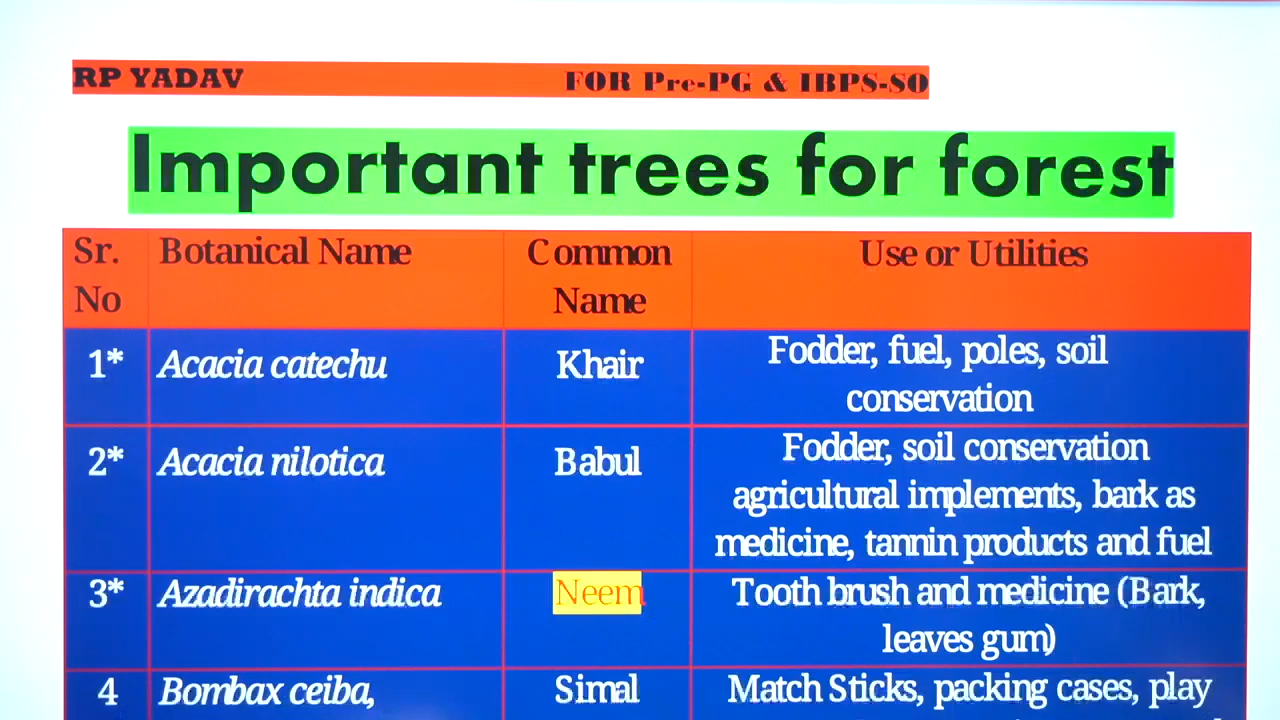 RP YADAV FOR Pre-PG & IBPS-SO
Important trees for forest
Sr. No Botanical Name Common Name Use or Utilities
1* Acacia catechu Khair Fodder, fuel, poles, soil
conservation
2* Acacia nilotica Babul Fodder, soil conservation
agricultural implements, bark as
medicine, tannin products and fuel
3* Azadirachta indica Neem Tooth brush and medicine (Bark,
leaves gum)
4 Bombax ceiba, Simal Match Sticks, packing cases, play